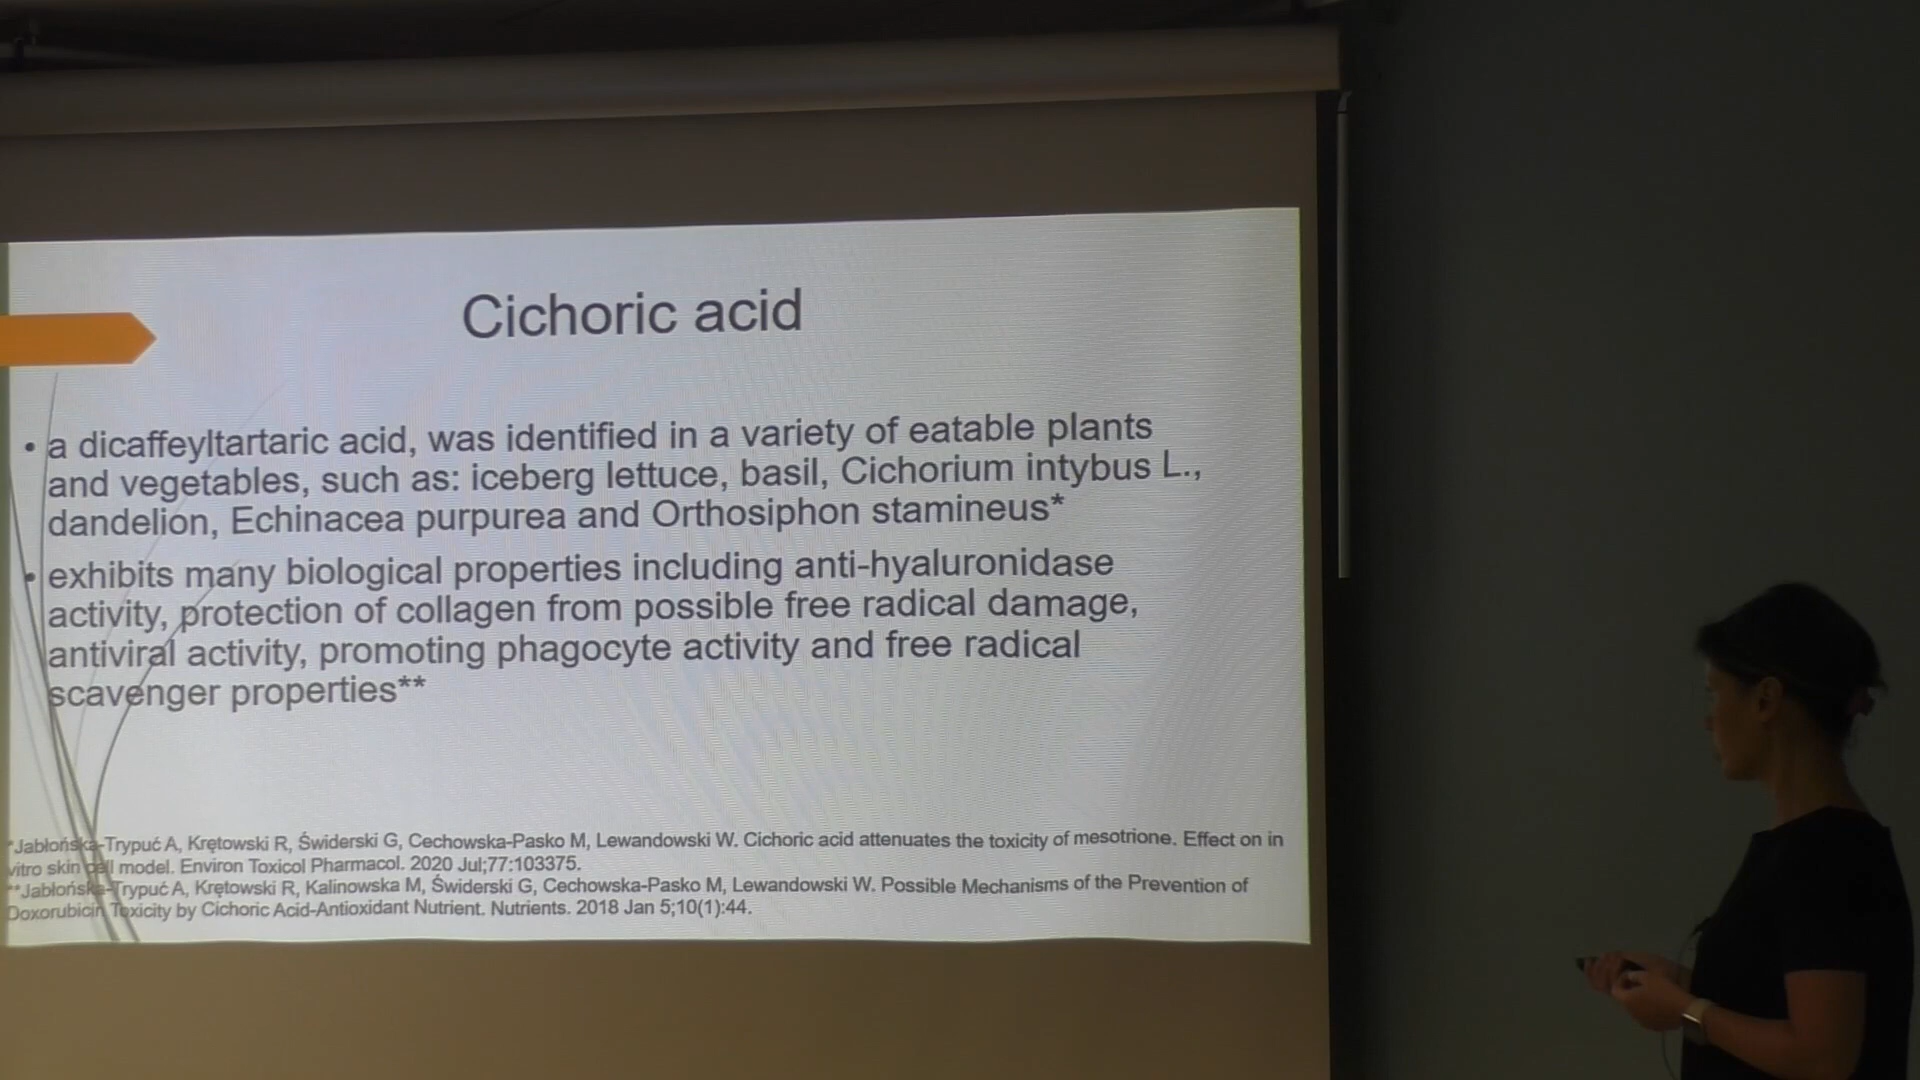 Cichoric acid
• a dicaffeyltartaric acid, was identified in a variety of eatable plants
and vegetables, such as: iceberg lettuce, basil, Cichorium intybus L.,
dandelion, Echinacea purpurea and Orthosiphon stamineus*
• exhibits many biological properties including anti-hyaluronidase
activity, protection of collagen from possible free radical damage,
antiviral activity, promoting phagocyte activity and free radical
scavenger properties**
*Jabłońska-Trypuć A, Krętowski R, Świderski G, Cechowska-Pasko M, Lewandowski W. Cichoric acid attenuates the toxicity of mesotrione. Effect on in
vitro skin cell model. Environ Toxicol Pharmacol. 2020 Jul;77:103375.
**Jabłońska-Trypuć A, Krętowski R, Kalinowska M, Świderski G, Cechowska-Pasko M, Lewandowski W. Possible Mechanisms of the Prevention of
Doxorubicin Toxicity by Cichoric Acid-Antioxidant Nutrient. Nutrients. 2018 Jan 5;10(1):44.